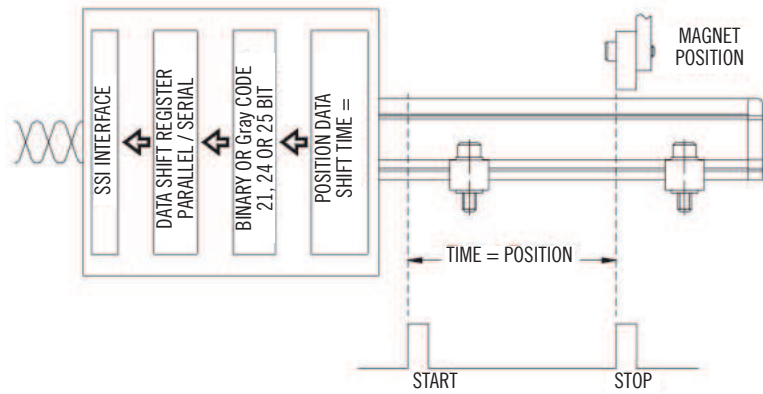 SSI INTERFACE
DATA SHIFT REGISTER
PARALLEL / SERIAL
BINARY OR Gray CODE
21, 24 OR 25 BIT
POSITION DATA
SHIFT TIME =
MAGNET
POSITION
TIME = POSITION
START
STOP